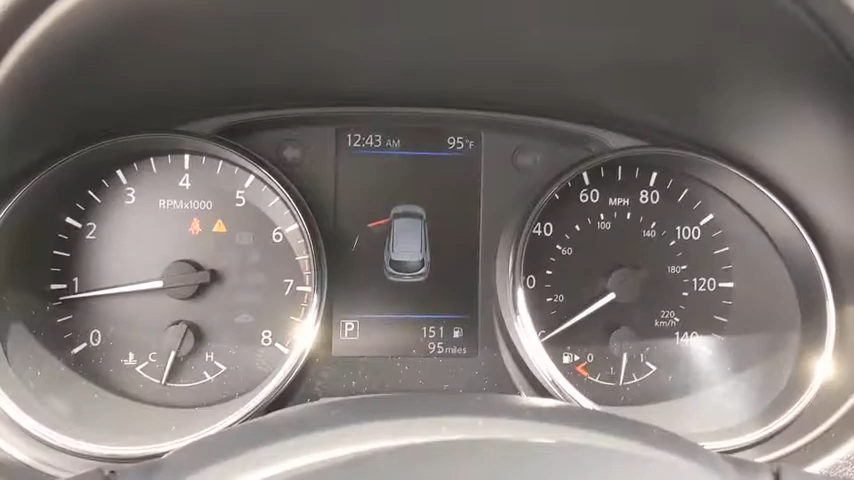 12:43 AM 95°F
0 1 2 3 4 5 6 7 8
RPMx1000
C H
P 151
95 miles
20 40 60 80 100 120 140
MPH
20 60 100 140 180 220
km/h
0 1